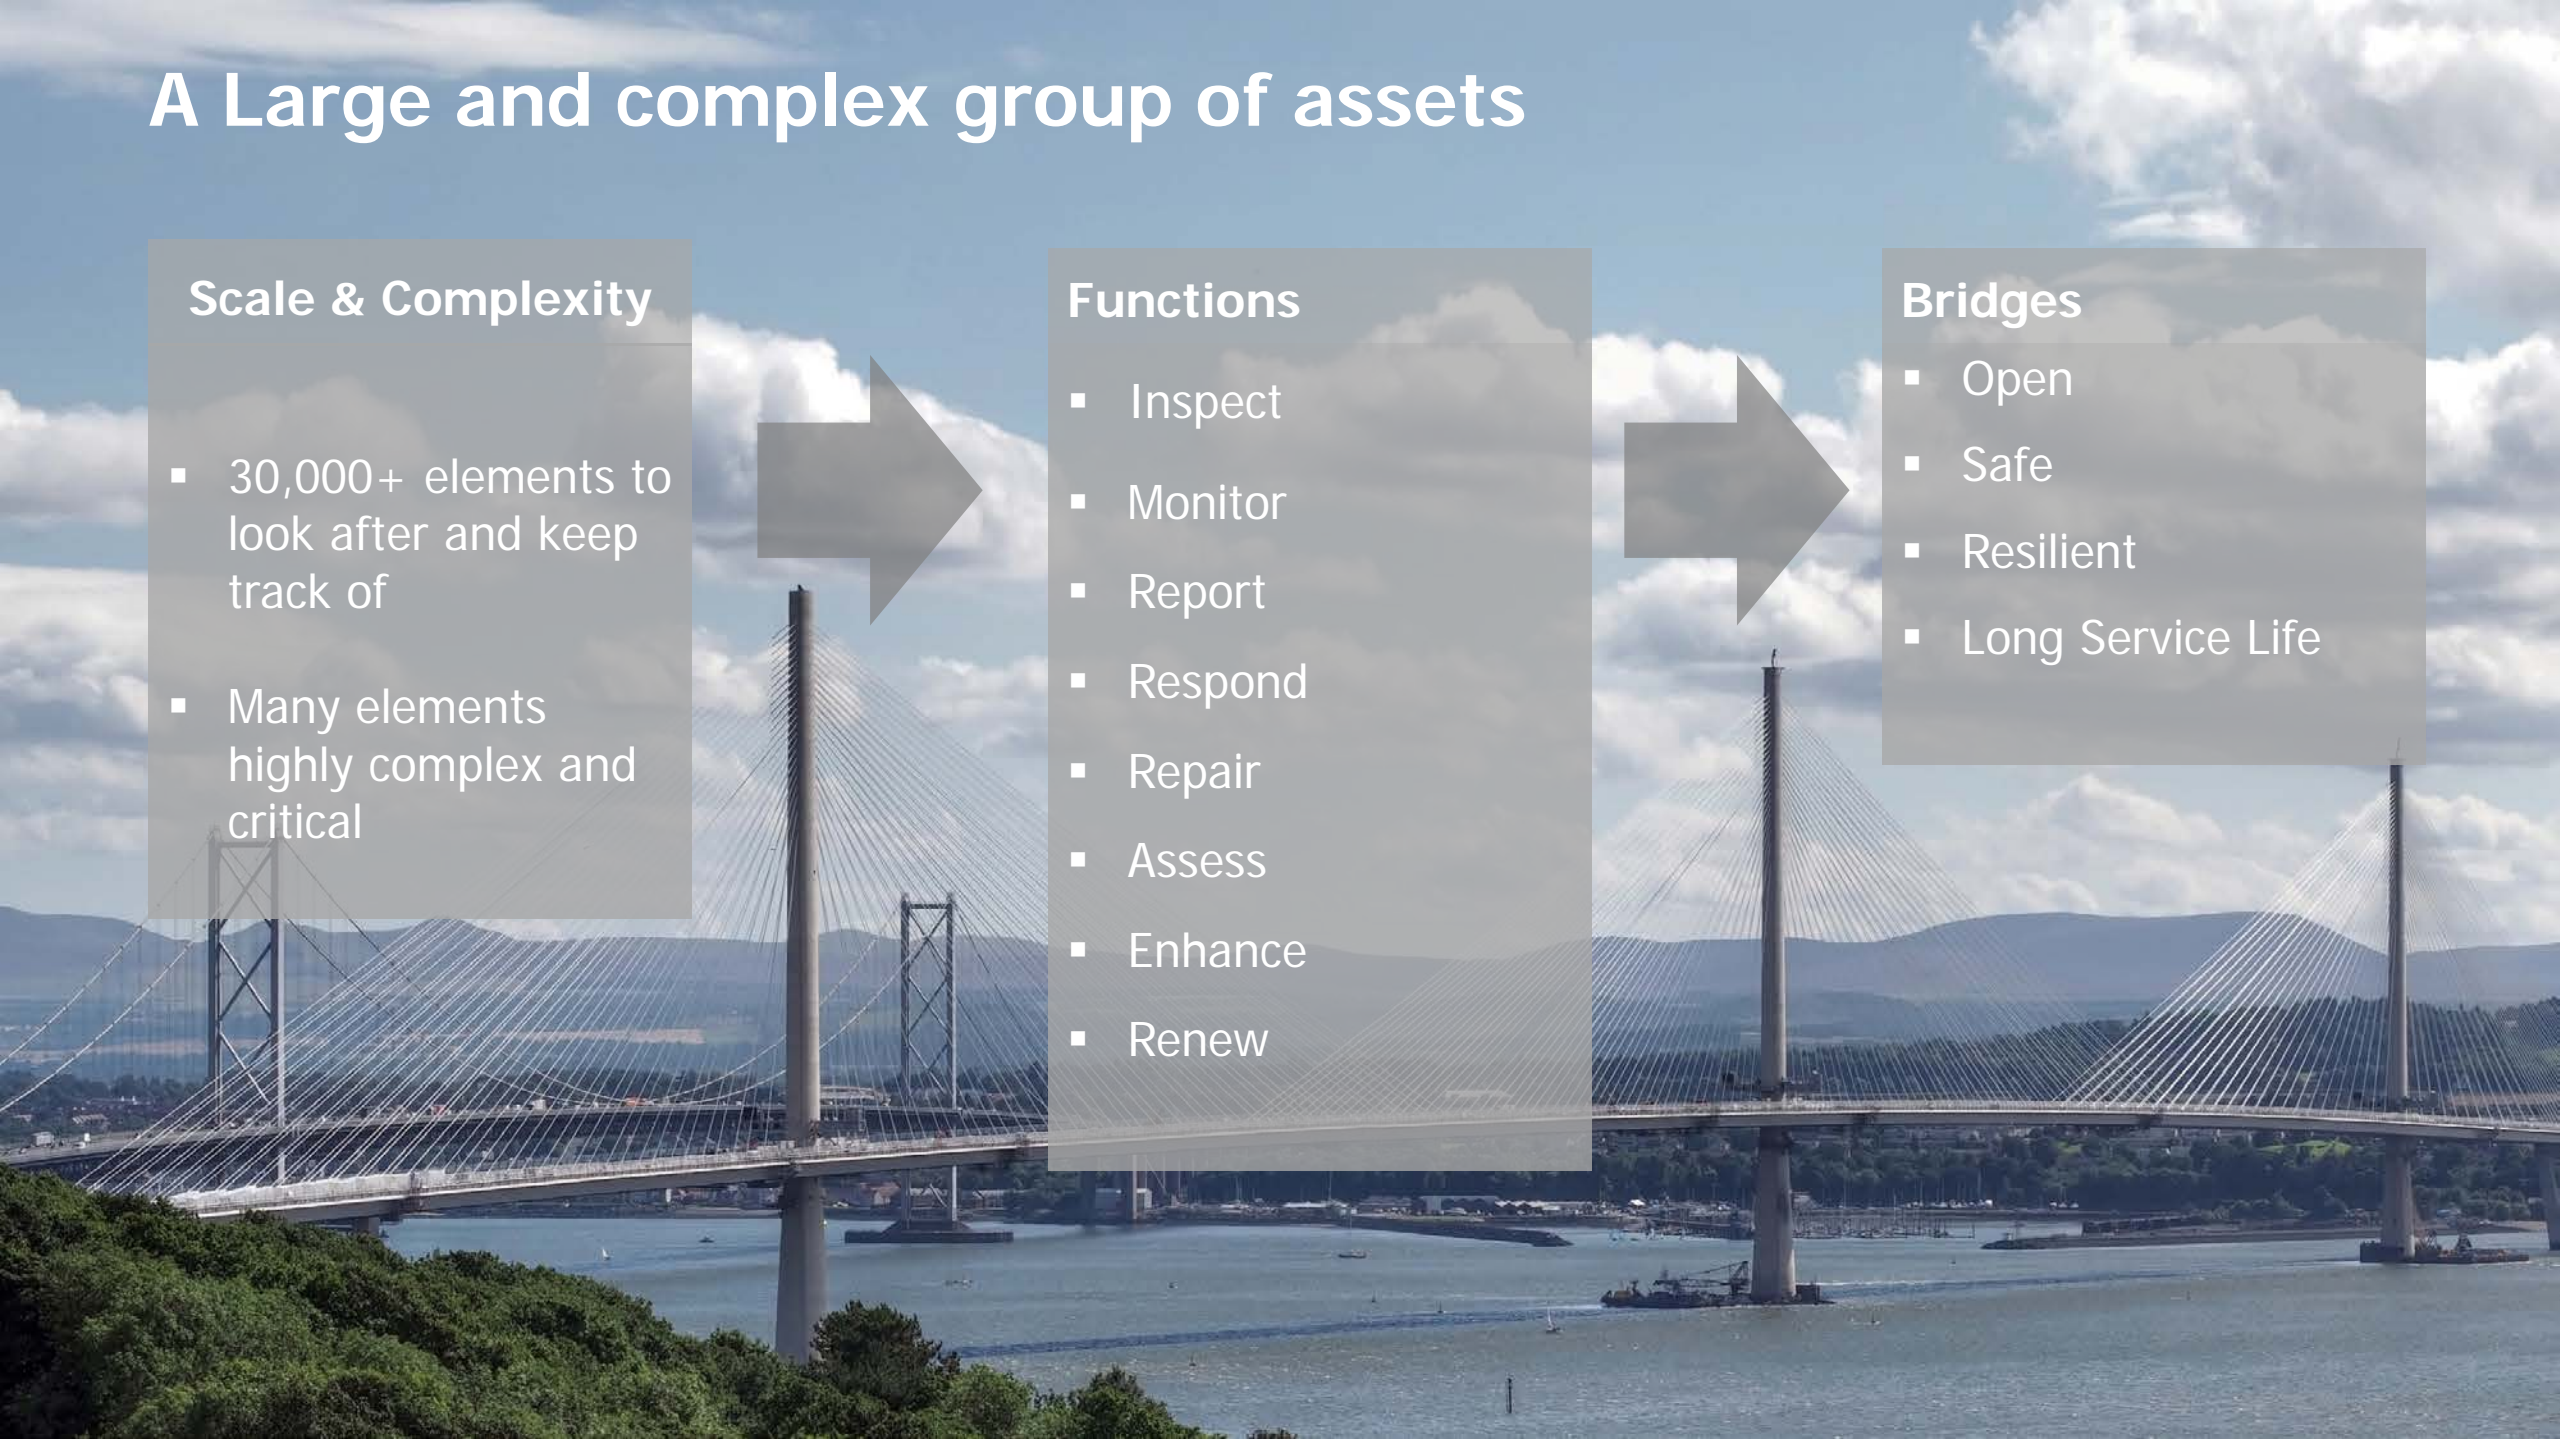 A Large and complex group of assets
Scale & Complexity
▪ 30,000+ elements to
look after and keep
track of
▪ Many elements
highly complex and
critical
Functions
▪ Inspect
▪ Monitor
▪ Report
▪ Respond
▪ Repair
▪ Assess
▪ Enhance
▪ Renew
Bridges
▪ Open
▪ Safe
▪ Resilient
▪ Long Service Life